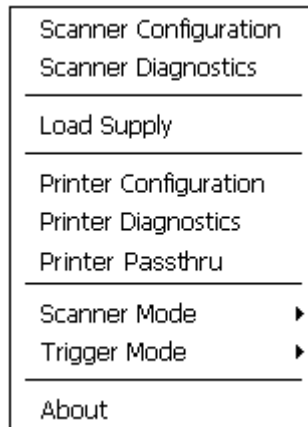 Scanner Configuration
Scanner Diagnostics
Load Supply
Printer Configuration
Printer Diagnostics
Printer Passthru
Scanner Mode
Trigger Mode
About